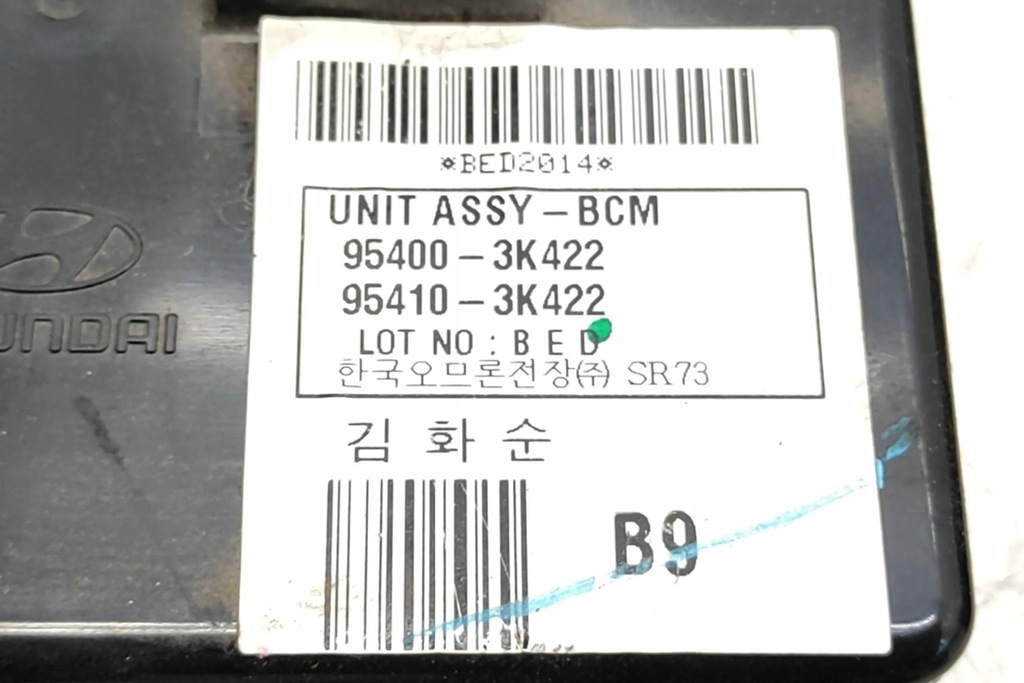 *BED2014*
UNIT ASSY – BCM
95400 – 3K422
95410 – 3K422
LOT NO : B E D
한국오므론전장㈜ SR73
김 화 순
B9